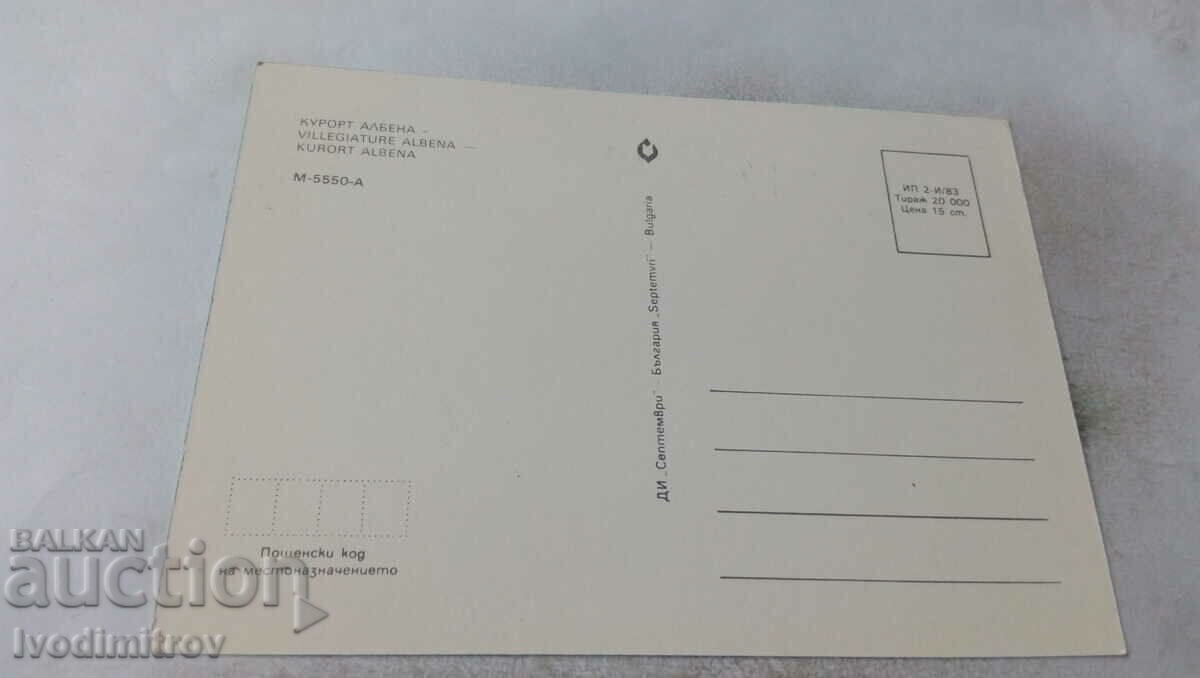 КУРОРТ АЛБЕНА –
VILLEGIATURE ALBENA —
KURORT ALBENA
М-5550-А
ДИ „Септември" — България „Septemvri" — Bulgaria
ИП 2-И/83
Тираж 20 000
Цена 15 ст.
Пощенски код
на местоназначението
BALKAN
auction
Ivodimitrov